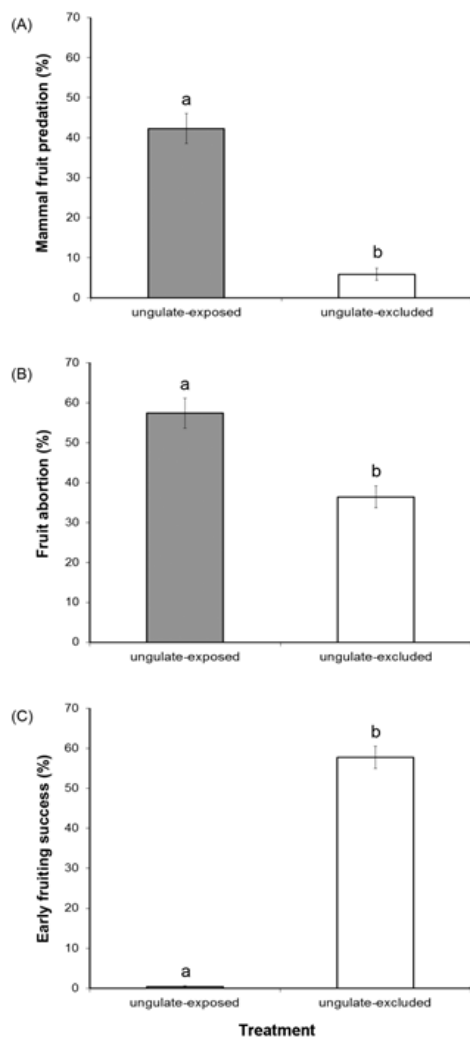 (A)
Mammal fruit predation (%)
70
60
50
40
30
20
10
0
a
b
ungulate-exposed
ungulate-excluded
(B)
Fruit abortion (%)
70
60
50
40
30
20
10
0
a
b
ungulate-exposed
ungulate-excluded
(C)
Early fruiting success (%)
70
60
50
40
30
20
10
0
a
b
ungulate-exposed
ungulate-excluded
Treatment